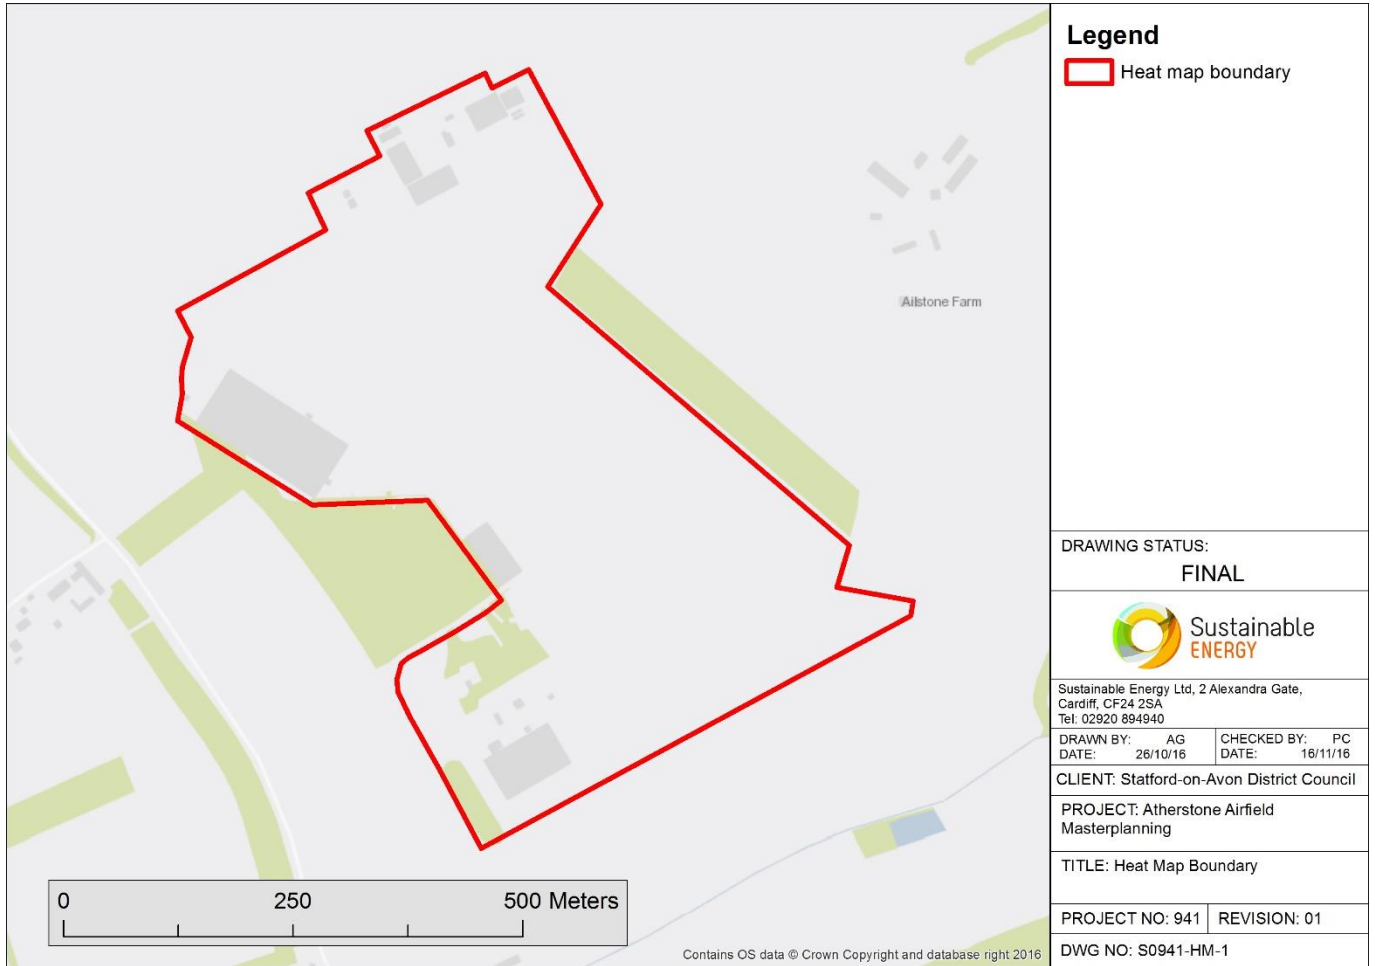 Legend
Heat map boundary
Ailstone Farm
DRAWING STATUS:
FINAL
Sustainable
ENERGY
Sustainable Energy Ltd, 2 Alexandra Gate,
Cardiff, CF24 2SA
Tel: 02920 894940
DRAWN BY: AG
DATE: 26/10/16
CHECKED BY: PC
DATE: 16/11/16
CLIENT: Statford-on-Avon District Council
PROJECT: Atherstone Airfield
Masterplanning
TITLE: Heat Map Boundary
PROJECT NO: 941
REVISION: 01
DWG NO: S0941-HM-1
0 250 500 Meters
Contains OS data © Crown Copyright and database right 2016